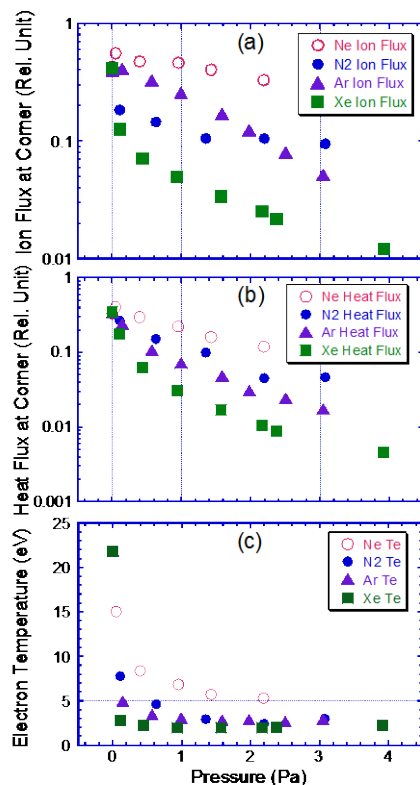 (a)
Ne Ion Flux
N2 Ion Flux
Ar Ion Flux
Xe Ion Flux
Ion Flux at Corner (Rel. Unit)
1
0.1
0.01
(b)
Ne Heat Flux
N2 Heat Flux
Ar Heat Flux
Xe Heat Flux
Heat Flux at Corner (Rel. Unit)
1
0.1
0.01
0.001
(c)
Ne Te
N2 Te
Ar Te
Xe Te
Electron Temperature (eV)
25
20
15
10
5
0
0 1 2 3 4
Pressure (Pa)